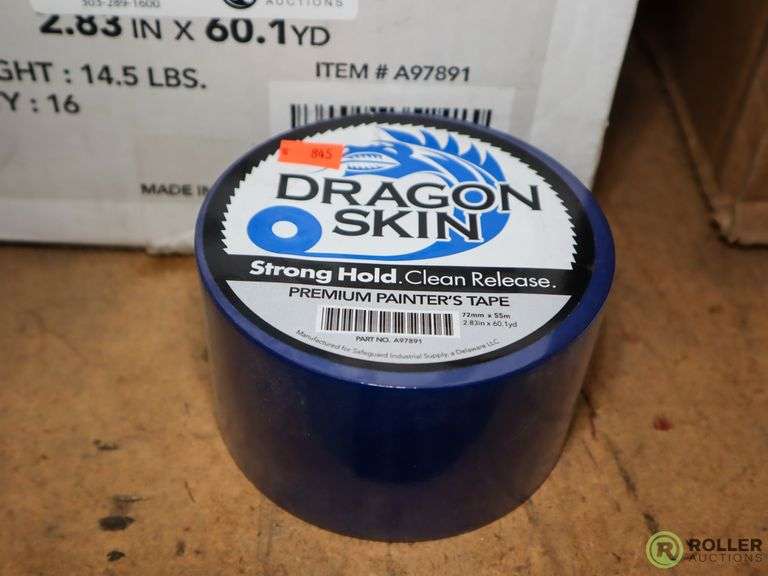 303-289-1600
AUCTIONS
2.83 IN X 60.1YD
GHT : 14.5 LBS.
Y : 16
ITEM # A97891
MADE IN
845
DRAGON
SKIN
Strong Hold. Clean Release.
PREMIUM PAINTER'S TAPE
72mm x 55m
2.83in x 60.1yd
PART NO. A97891
Manufactured for Safeguard Industrial Supply, a Delaware LLC
R ROLLER
AUCTIONS